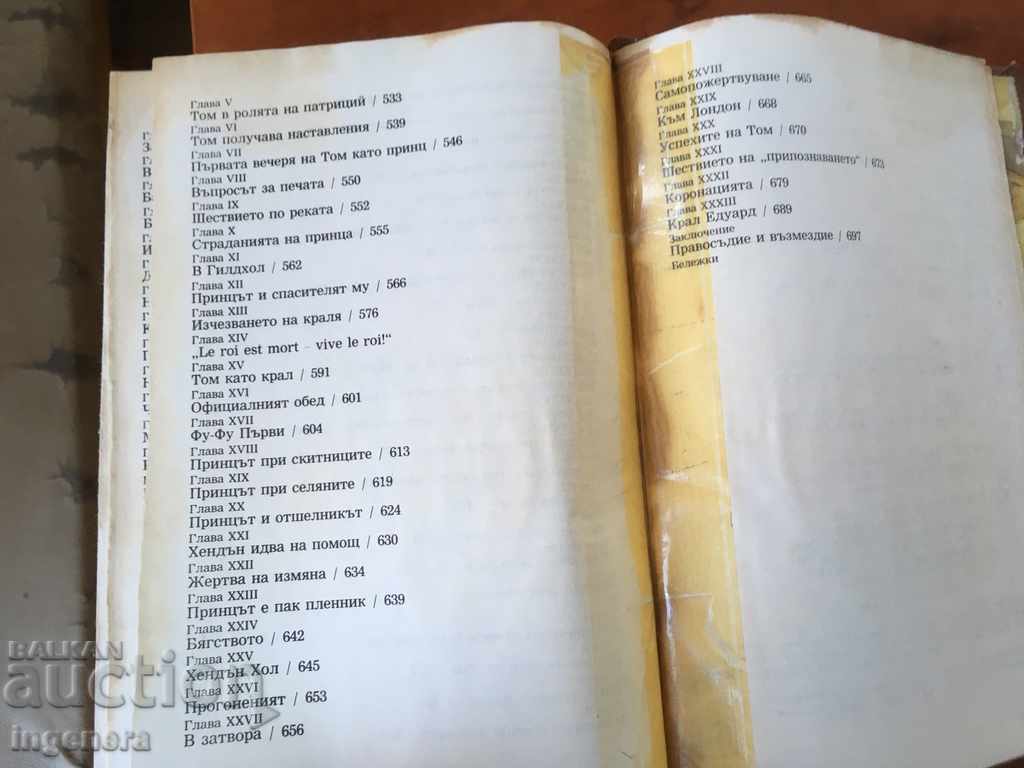 Глава V
Том в ролята на патриций / 533
Глава VI
Том получава наставления / 539
Глава VII
Първата вечеря на Том като принц / 546
Глава VIII
Въпросът за печата / 550
Глава IX
Шествието по реката / 552
Глава X
Страданията на принца / 555
Глава XI
В Гилдхол / 562
Глава XII
Принцът и спасителят му / 566
Глава XIII
Изчезването на краля / 576
Глава XIV
„Le roi est mort – vive le roi!“
Глава XV
Том като крал / 591
Глава XVI
Официалният обед / 601
Глава XVII
Фу-Фу Първи / 604
Глава XVIII
Принцът при скитниците / 613
Глава XIX
Принцът при селяните / 619
Глава XX
Принцът и отшелникът / 624
Глава XXI
Хендън идва на помощ / 630
Глава XXII
Жертва на измяна / 634
Глава XXIII
Принцът е пак пленник / 639
Глава XXIV
Бягството / 642
Глава XXV
Хендън Хол / 645
Глава XXVI
Прогоненият / 653
Глава XXVII
В затвора / 656
Глава XXVIII
Самопожертвуване / 665
Глава XXIX
Към Лондон / 668
Глава XXX
Успехите на Том / 670
Глава XXXI
Шествието на „припознаването“ / 673
Глава XXXII
Коронацията / 679
Глава XXXIII
Крал Едуард / 689
Заключение
Правосъдие и възмездие / 697
Бележки
BALKAN
auction
ingenora